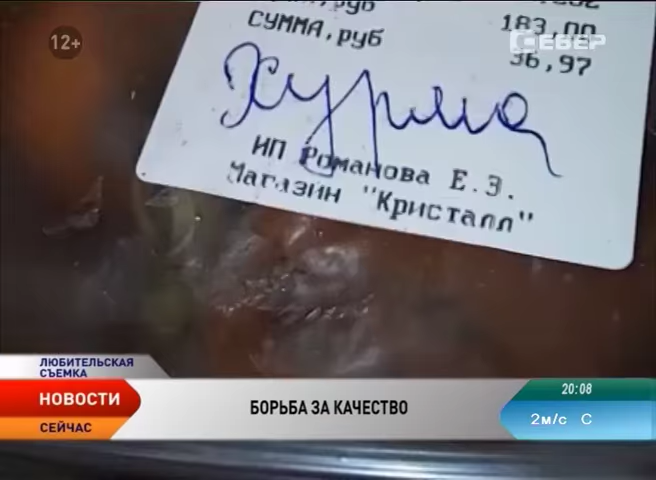 12+
СЕВЕР
183,00
СУММА,руб
36,97
Хурма
ИП Романова Е.Э.
Магазин "Кристалл"
ЛЮБИТЕЛЬСКАЯ
СЪЕМКА
НОВОСТИ
СЕЙЧАС
БОРЬБА ЗА КАЧЕСТВО
20:08
2м/с С